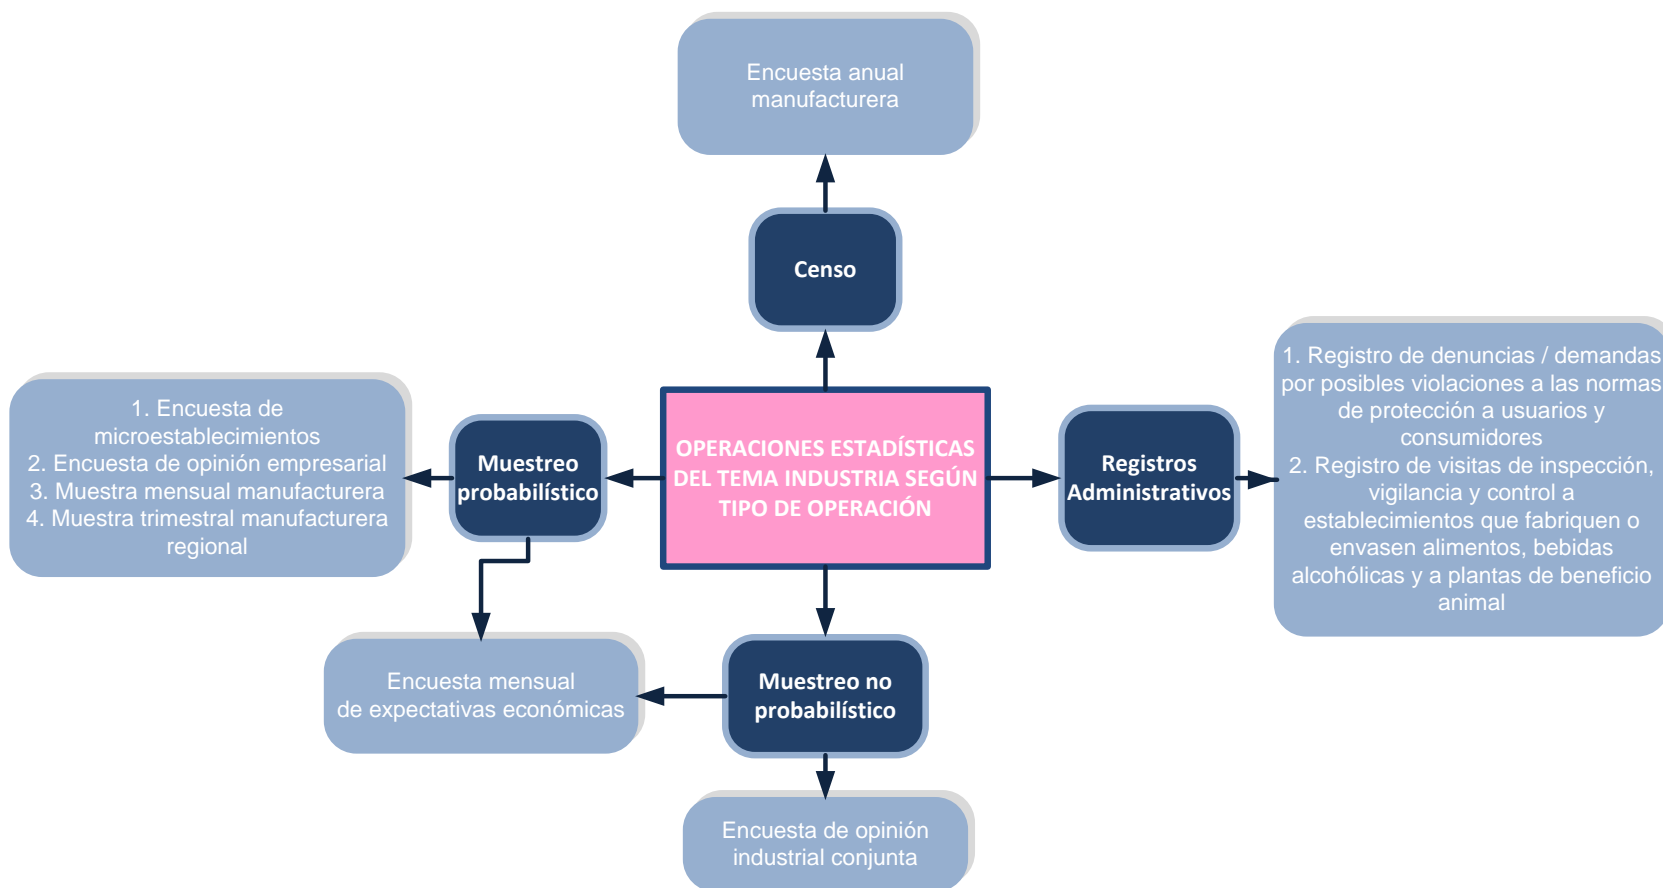 Encuesta anual
manufacturera
Censo
1. Encuesta de
microestablecimientos
2. Encuesta de opinión empresarial
3. Muestra mensual manufacturera
4. Muestra trimestral manufacturera
regional
Muestreo
probabilístico
OPERACIONES ESTADÍSTICAS
DEL TEMA INDUSTRIA SEGÚN
TIPO DE OPERACIÓN
Registros
Administrativos
1. Registro de denuncias / demandas
por posibles violaciones a las normas
de protección a usuarios y
consumidores
2. Registro de visitas de inspección,
vigilancia y control a
establecimientos que fabriquen o
envasen alimentos, bebidas
alcohólicas y a plantas de beneficio
animal
Encuesta mensual
de expectativas económicas
Muestreo no
probabilístico
Encuesta de opinión
industrial conjunta